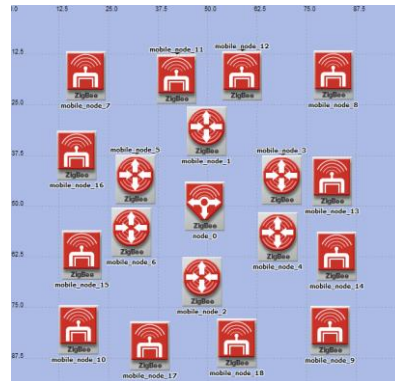 .0 12.5 25.0 37.5 50.0 62.5 75.0 87.5
12.5
mobile_node_11 mobile_node_12
ZigBee ZigBee ZigBee ZigBee
mobile_node_7 mobile_node_8
25.0
ZigBee
mobile_node_1
37.5
mobile_node_5 mobile_node_3
ZigBee
mobile_node_16
ZigBee ZigBee ZigBee
mobile_node_13
50.0
ZigBee
node_0
ZigBee ZigBee
mobile_node_6 mobile_node_4
62.5
ZigBee ZigBee
mobile_node_15 mobile_node_14
ZigBee
mobile_node_2
75.0
ZigBee ZigBee
mobile_node_10 mobile_node_9
87.5
ZigBee ZigBee
mobile_node_17 mobile_node_18